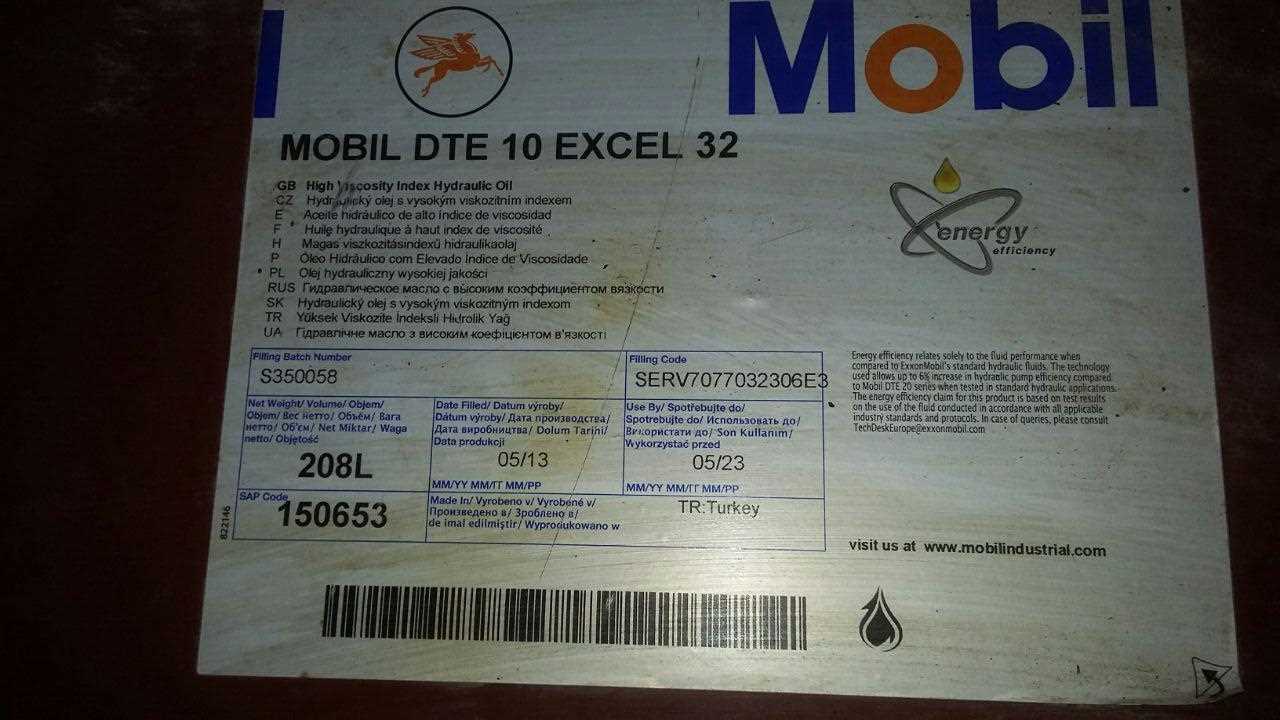 Mobil
MOBIL DTE 10 EXCEL 32
GB High Viscosity Index Hydraulic Oil
CZ Hydraulický olej s vysokým viskozitním indexem
E Aceite hidráulico de alto índice de viscosidad
F Huile hydraulique à haut index de viscosité
H Magas viszkozitásindexű hidraulikaolaj
P Óleo Hidráulico com Elevado Indice de Viscosidade
PL Olej hydrauliczny wysokiej jakości
RUS Гидравлическое масло с высоким коэффициентом вязкости
SK Hydraulický olej s vysokým viskozitným indexom
TR Yüksek Viskozite Indeksli Hidrolik Yağ
UA Гідравлічне масло з високим коефіцієнтом в'язкості
energy
efficiency
Filling Batch Number
S350058
Filling Code
SERV7077032306E3
Net Weight/ Volume/ Objem/
Objem/ Вес нетто/ Объём/ Вага
нетто/ Об'єм/ Net Miktar/ Waga
netto/ Objętość
208L
Date Filled/ Datum výroby/
Dátum výroby/ Дата производства/
Дата виробництва/ Dolum Tarihi/
Data produkcji
05/13
MM/YY ММ/ГГ ММ/РР
Use By/ Spotřebujte do/
Spotrebujte do/ Использовать до/
Використати до/ Son Kullanım/
Wykorzystać przed
05/23
MM/YY ММ/ГГ ММ/РР
SAP Code
150653
Made In/ Vyrobeno v/ Vyrobené v/
Произведено в/ Зроблено в/
de imal edilmiştir/ Wyprodukowano w
TR:Turkey
822146
Energy efficiency relates solely to the fluid performance when
compared to ExxonMobil's standard hydraulic fluids. The technology
used allows up to 6% increase in hydraulic pump efficiency compared
to Mobil DTE 20 series when tested in standard hydraulic applications.
The energy efficiency claim for this product is based on test results
on the use of the fluid conducted in accordance with all applicable
industry standards and protocols. In case of queries, please consult
TechDeskEurope@exxonmobil.com
visit us at www.mobilindustrial.com